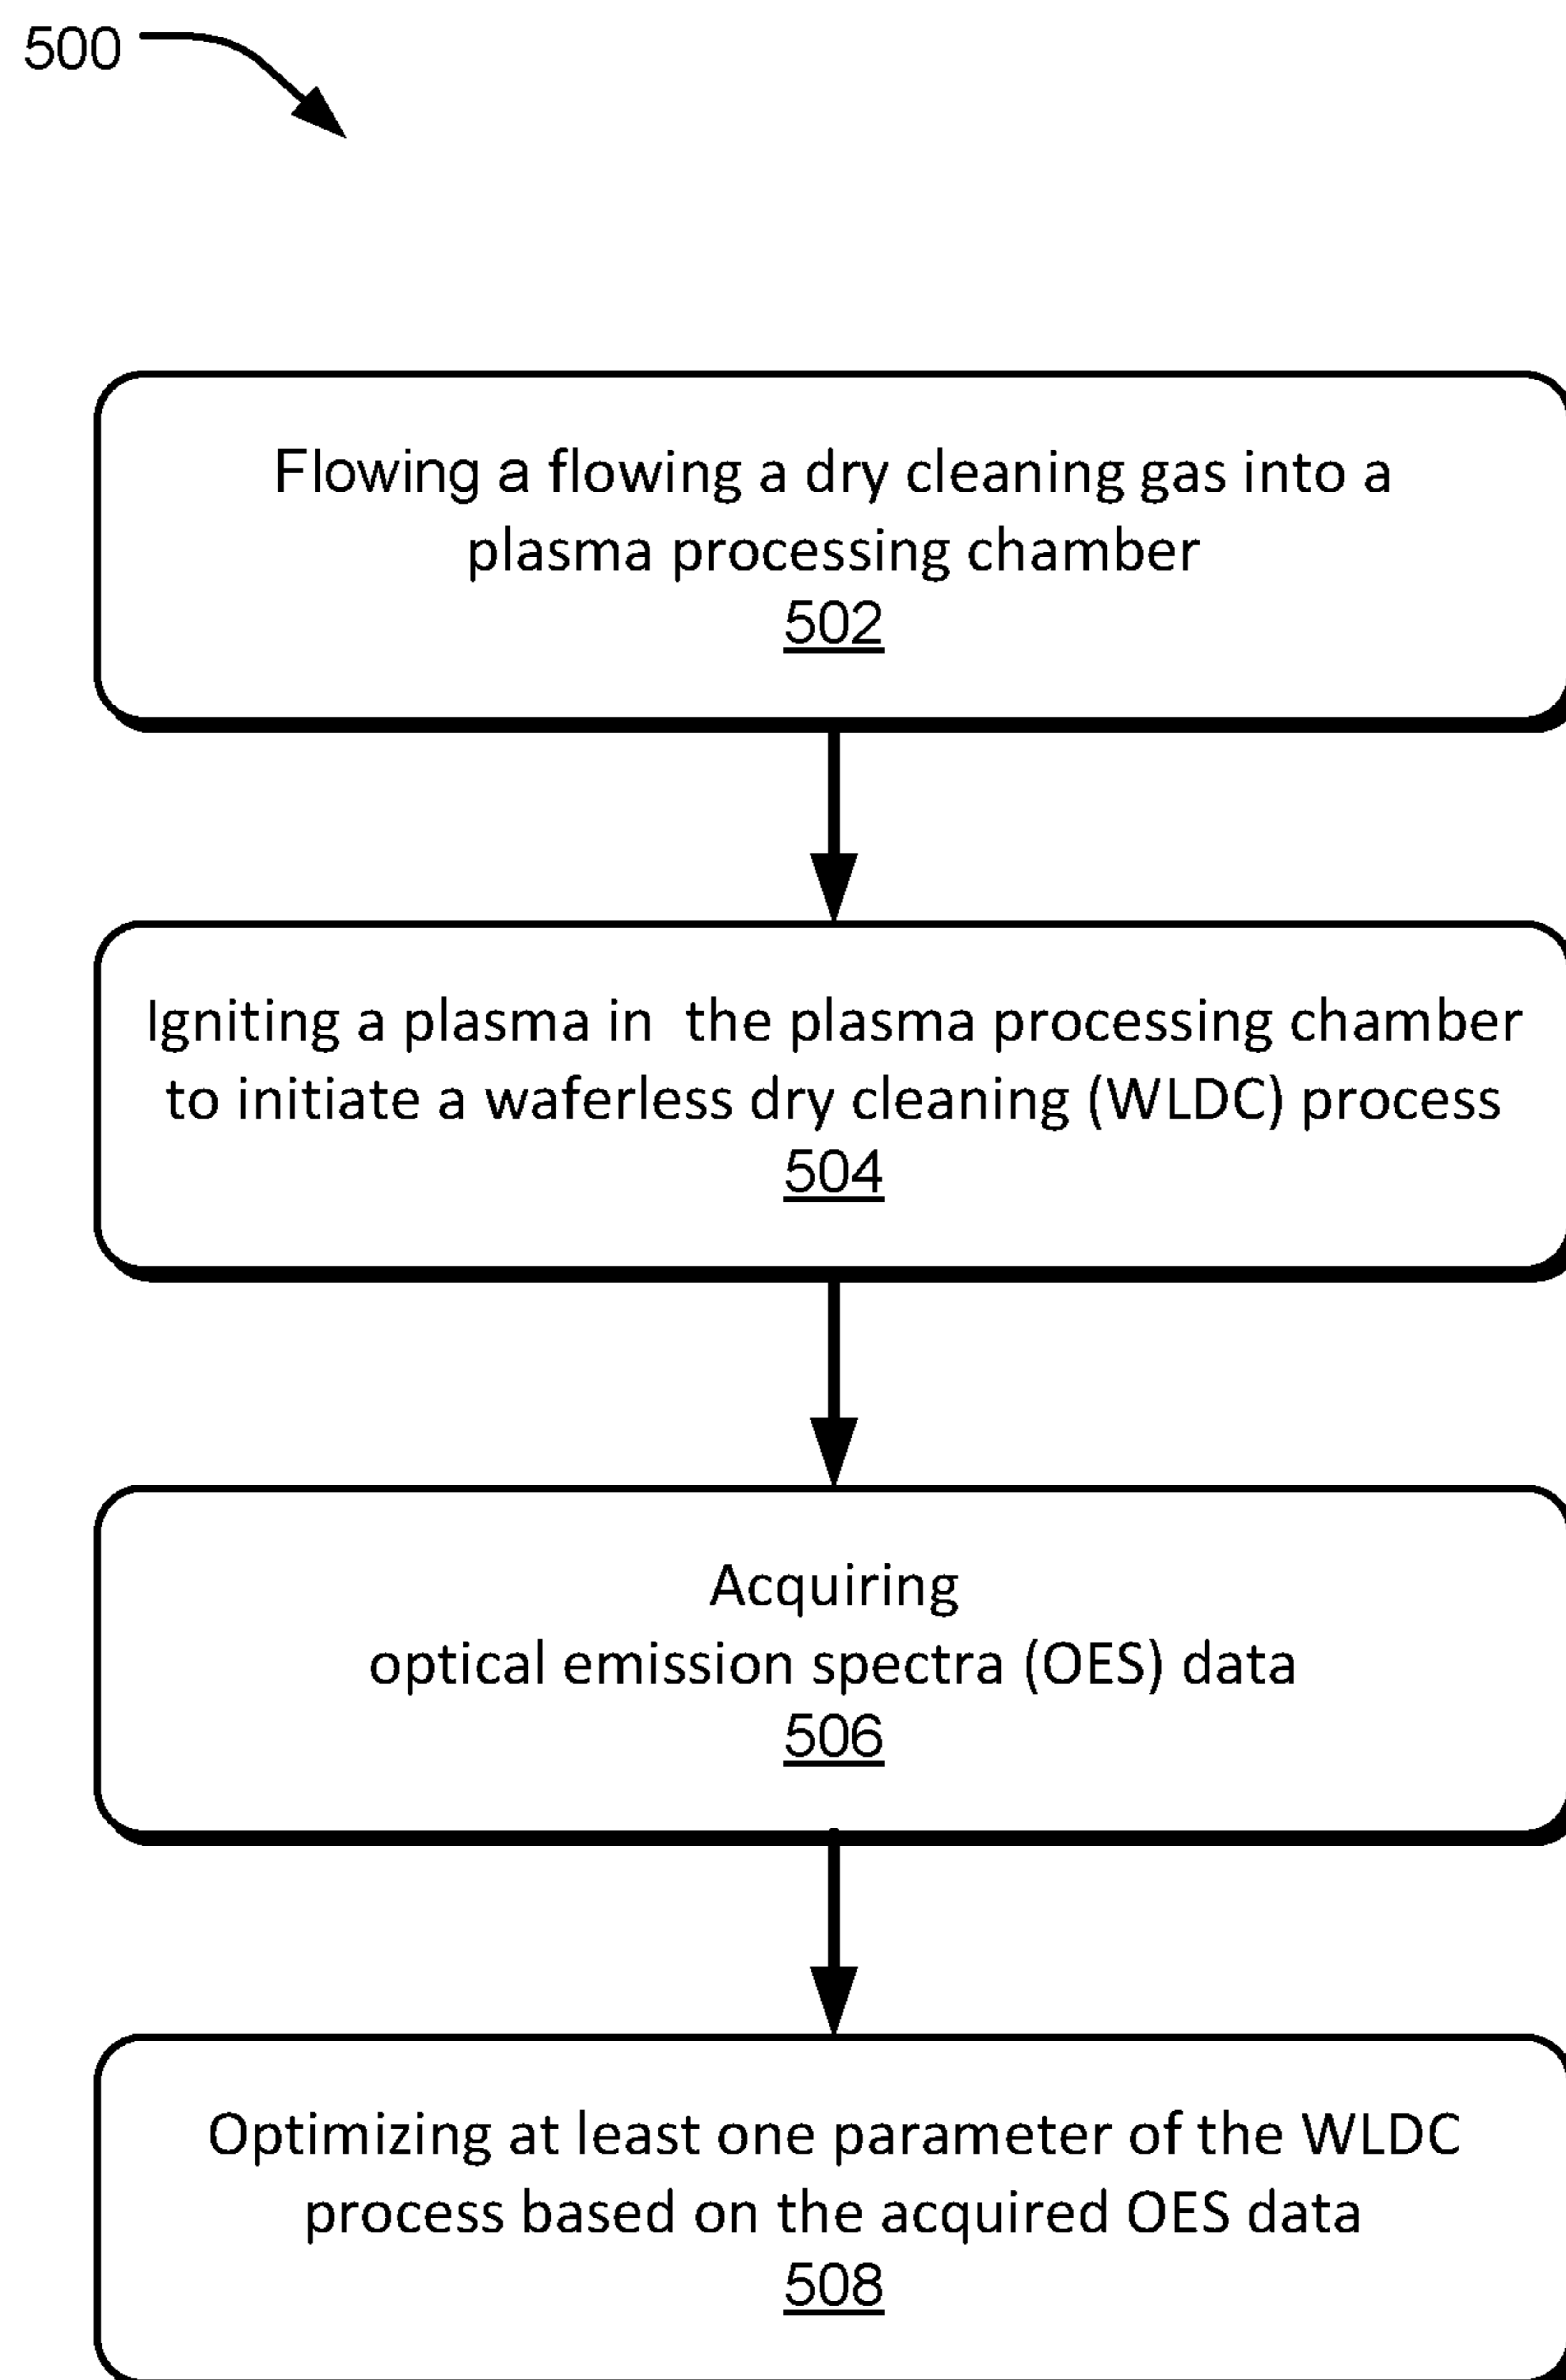 500
Flowing a flowing a dry cleaning gas into a
plasma processing chamber
502
Igniting a plasma in  the plasma processing chamber
to initiate a waferless dry cleaning (WLDC) process
504
Acquiring
optical emission spectra (OES) data
506
Optimizing at least one parameter of the WLDC
process based on the acquired OES data
508